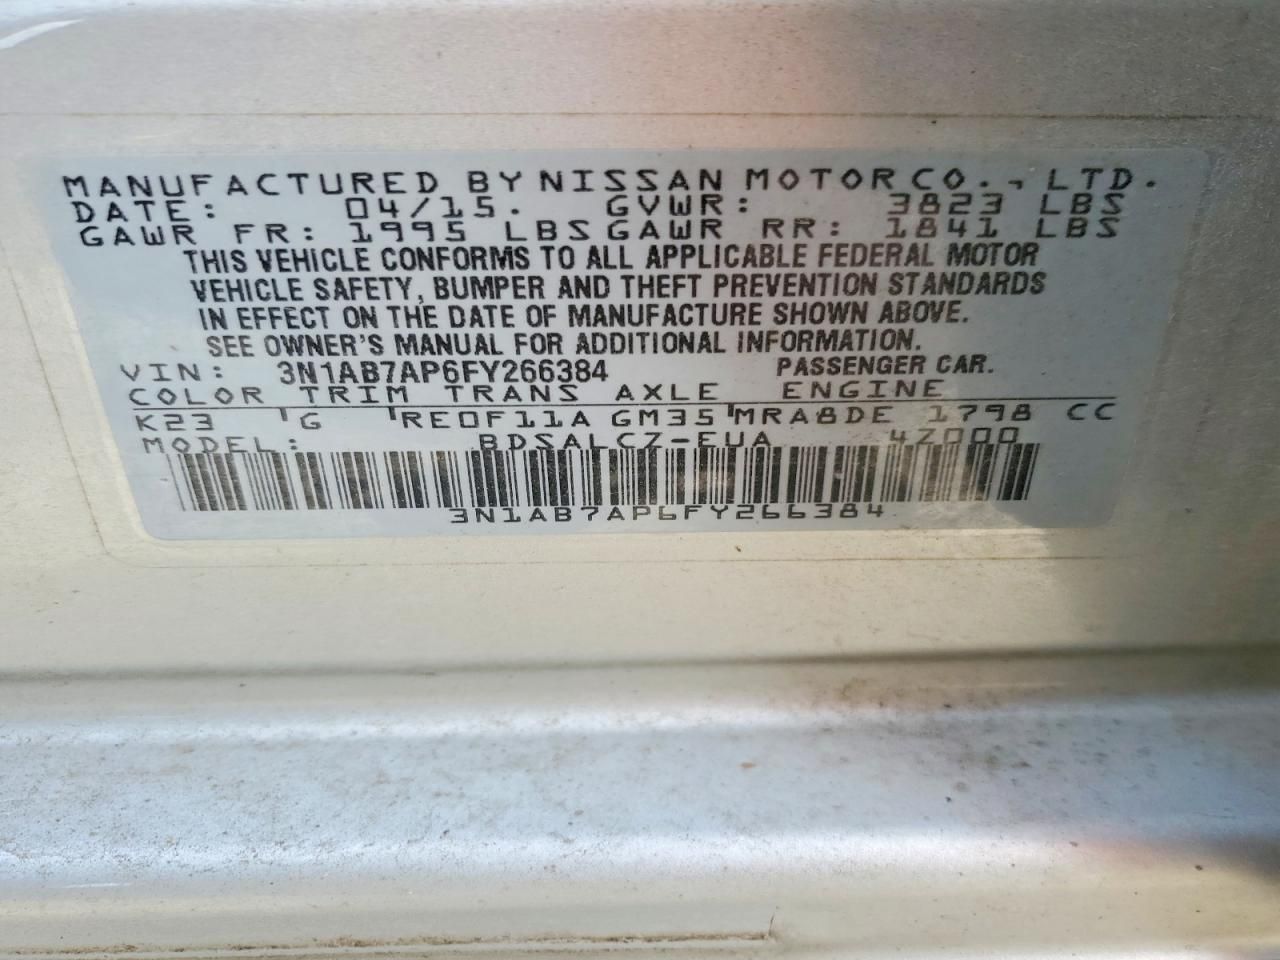 MANUFACTURED BY NISSAN MOTOR CO., LTD.
DATE: 04/15. GVWR: 3823 LBS
GAWR FR: 1995 LBS GAWR RR: 1841 LBS
THIS VEHICLE CONFORMS TO ALL APPLICABLE FEDERAL MOTOR
VEHICLE SAFETY, BUMPER AND THEFT PREVENTION STANDARDS
IN EFFECT ON THE DATE OF MANUFACTURE SHOWN ABOVE.
SEE OWNER'S MANUAL FOR ADDITIONAL INFORMATION.
VIN: 3N1AB7AP6FY266384 PASSENGER CAR.
COLOR TRIM TRANS AXLE ENGINE
K23 G RE0F11A GM35 MRA8DE 1798 CC
MODEL: BDSALCZ-EUA 4Z000
3N1AB7AP6FY266384